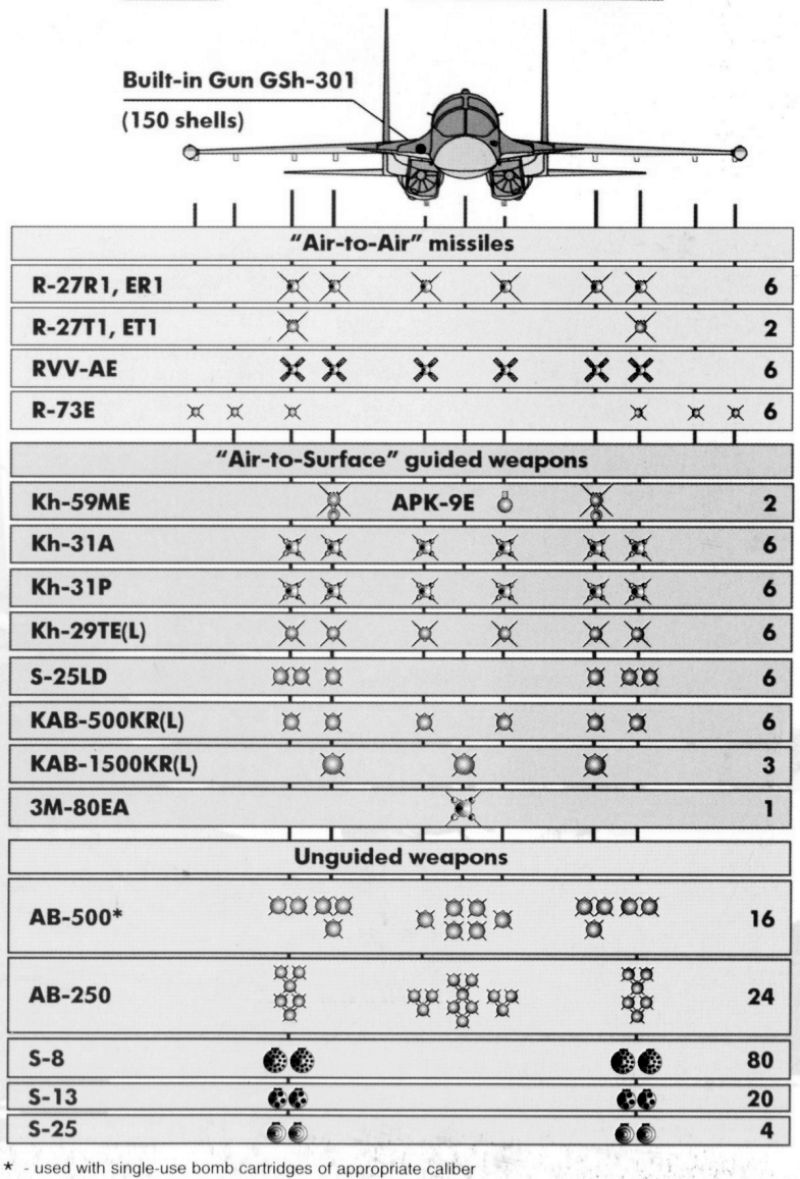 Built-in Gun GSh-301
(150 shells)
“Air-to-Air” missiles
R-27R1, ER1 6
R-27T1, ET1 2
RVV-AE 6
R-73E 6
“Air-to-Surface” guided weapons
Kh-59ME APK-9E 2
Kh-31A 6
Kh-31P 6
Kh-29TE(L) 6
S-25LD 6
KAB-500KR(L) 6
KAB-1500KR(L) 3
3M-80EA 1
Unguided weapons
AB-500* 16
AB-250 24
S-8 80
S-13 20
S-25 4
* - used with single-use bomb cartridges of appropriate caliber